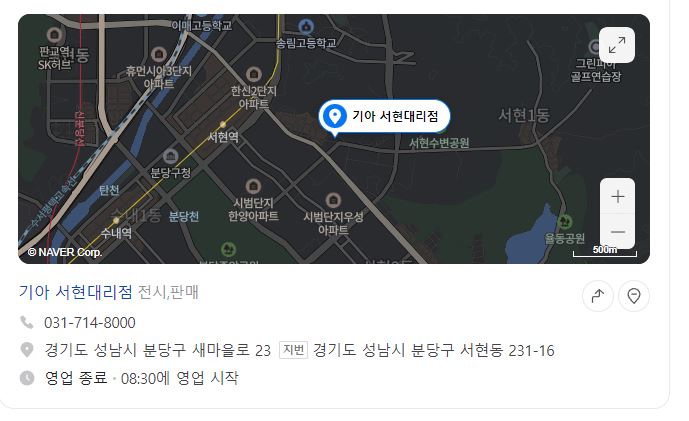 이매고등학교
송림고등학교
판교역
SK허브
휴먼시아3단지
아파트
한신2단지
아파트
그린피아
골프연습장
기아 서현대리점
서현1동
신분당선
서현역
서현수변공원
분당구청
탄천
수서평택고속선
수내1동
분당천
시범단지
한양아파트
시범단지우성
아파트
수내역
율동공원
© NAVER Corp.
500m
기아 서현대리점 전시,판매
031-714-8000
경기도 성남시 분당구 새마을로 23 지번 경기도 성남시 분당구 서현동 231-16
영업 종료 · 08:30에 영업 시작